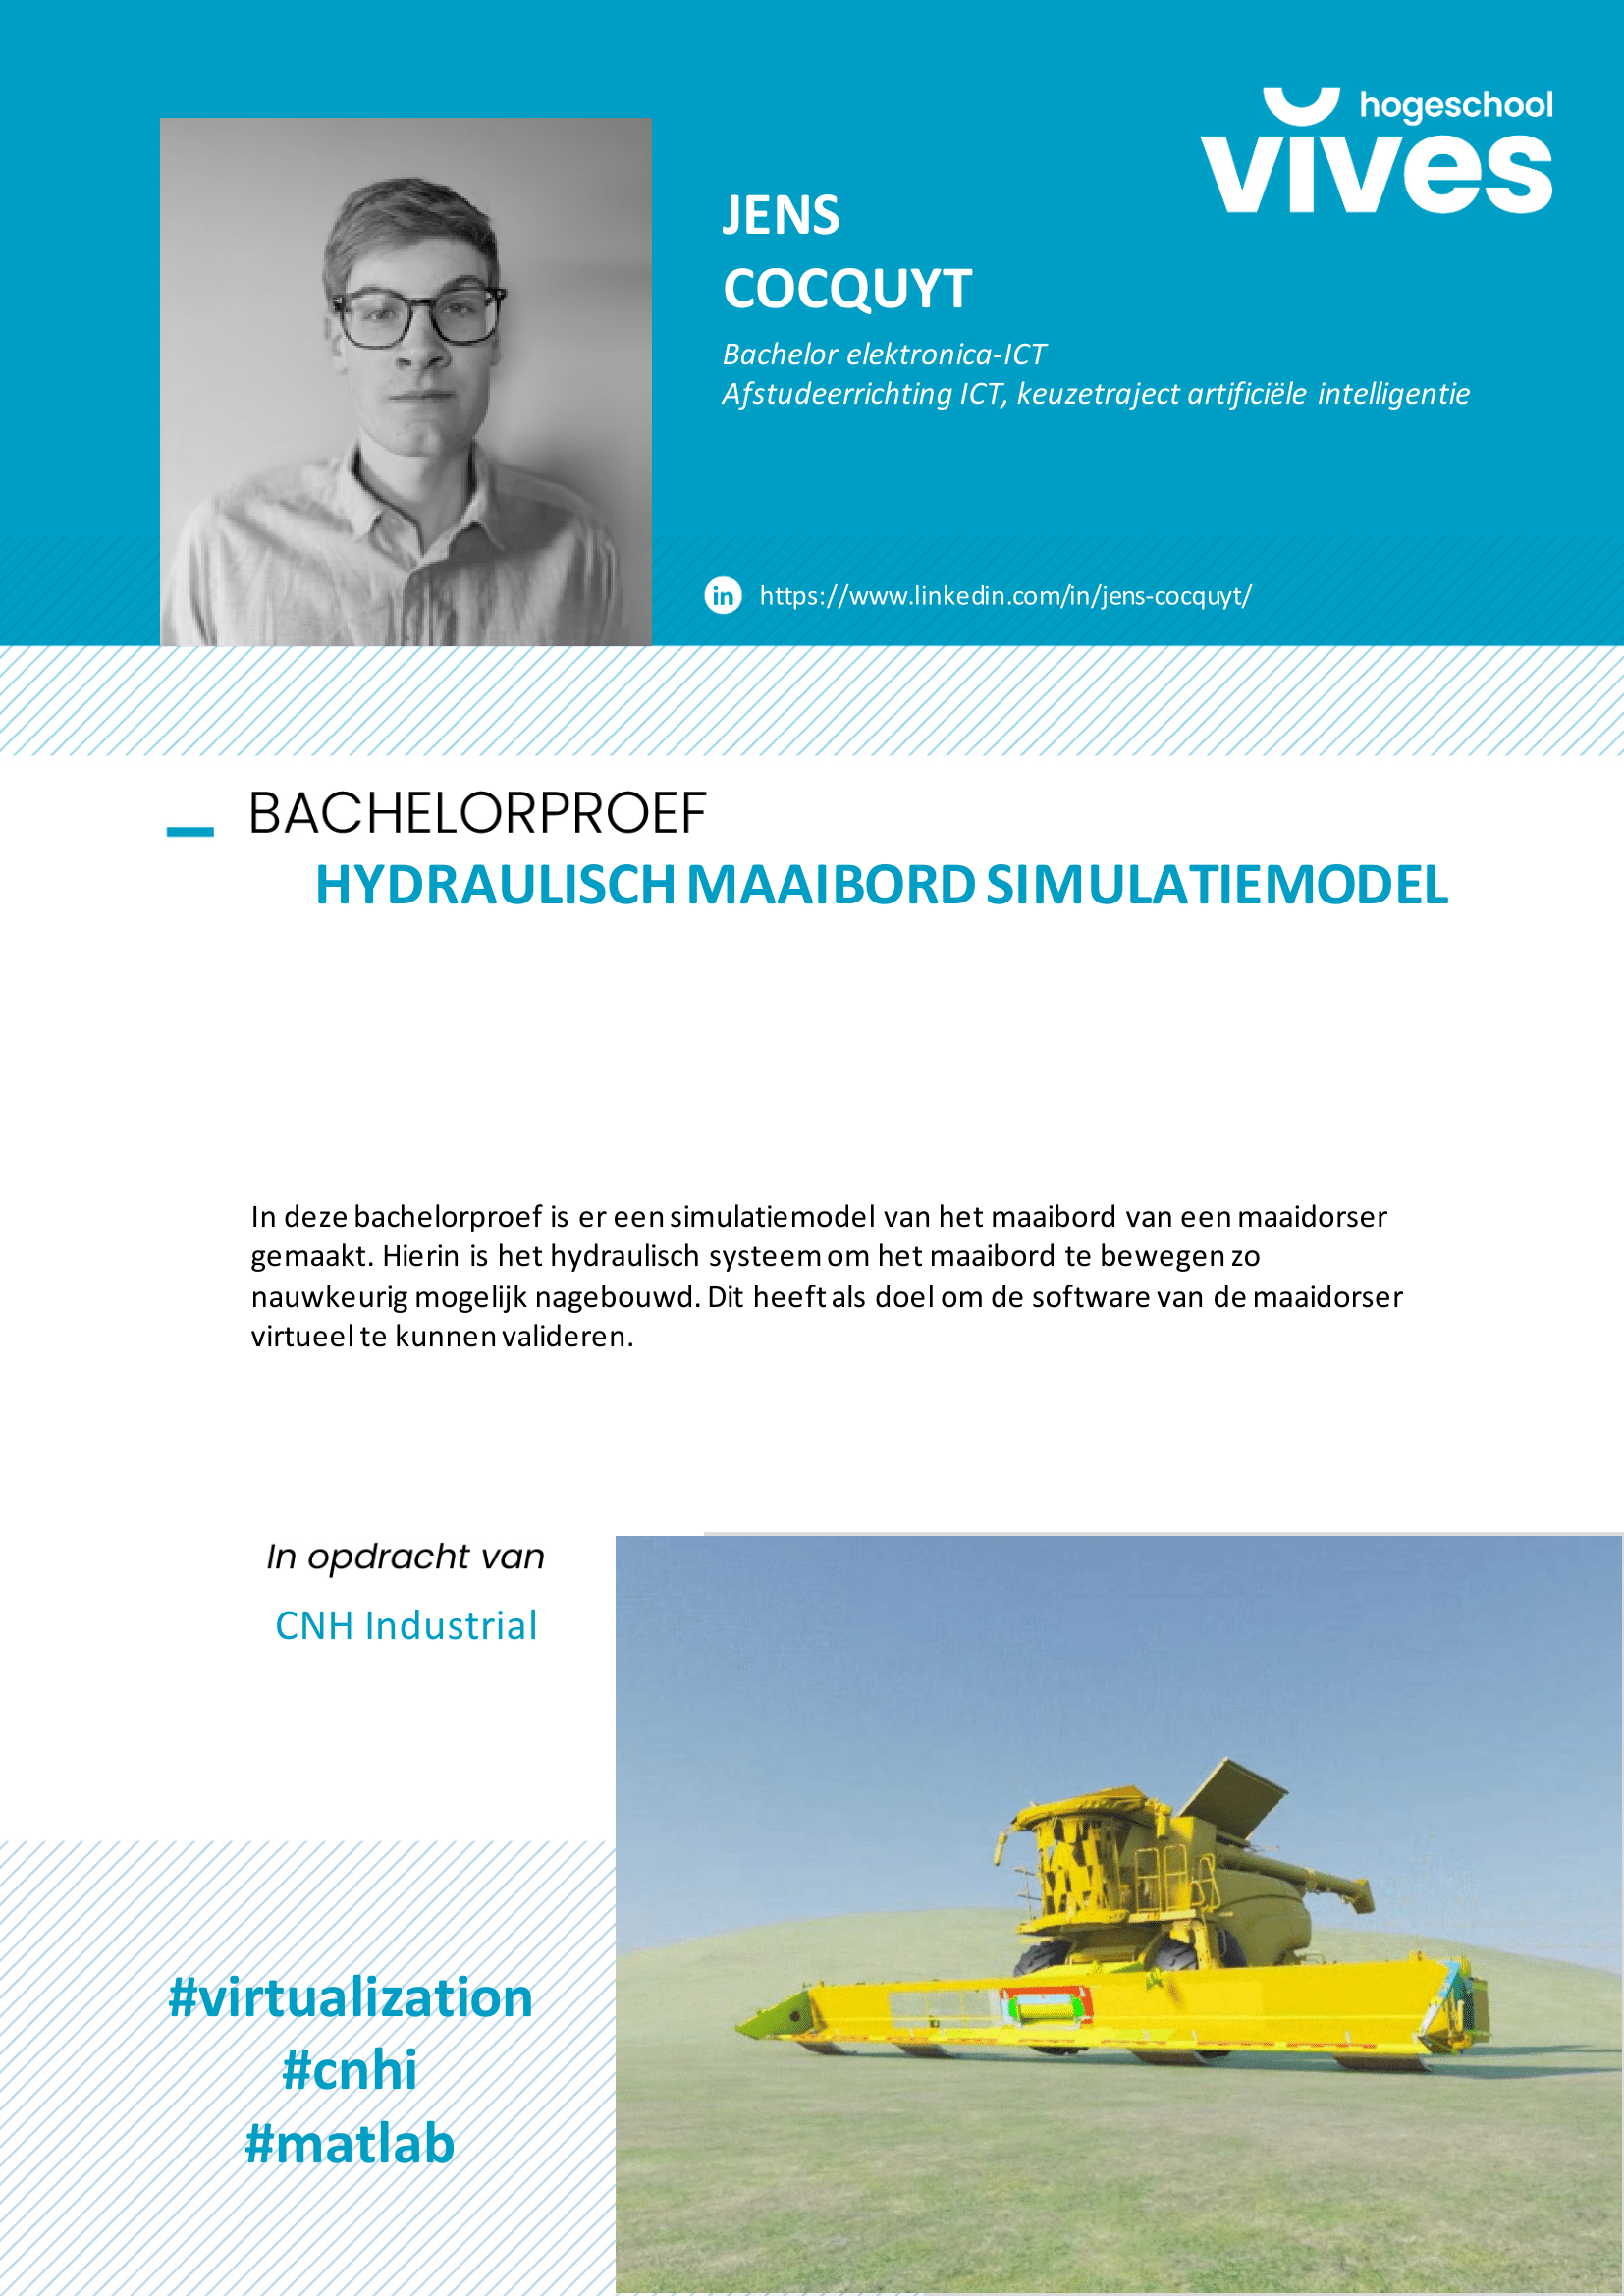 hogeschool
vives
JENS
COCQUYT
Bachelor elektronica-ICT
Afstudeerrichting ICT, keuzetraject artificiële intelligentie
in
https://www.linkedin.com/in/jens-cocquyt/
BACHELORPROEF
HYDRAULISCH MAAIBORD SIMULATIEMODEL
In deze bachelorproef is er een simulatiemodel van het maaibord van een maaidorser
gemaakt. Hierin is het hydraulisch systeem om het maaibord te bewegen zo
nauwkeurig mogelijk nagebouwd. Dit heeft als doel om de software van de maaidorser
virtueel te kunnen valideren.
In opdracht van
CNH Industrial
#virtualization
#cnhi
#matlab